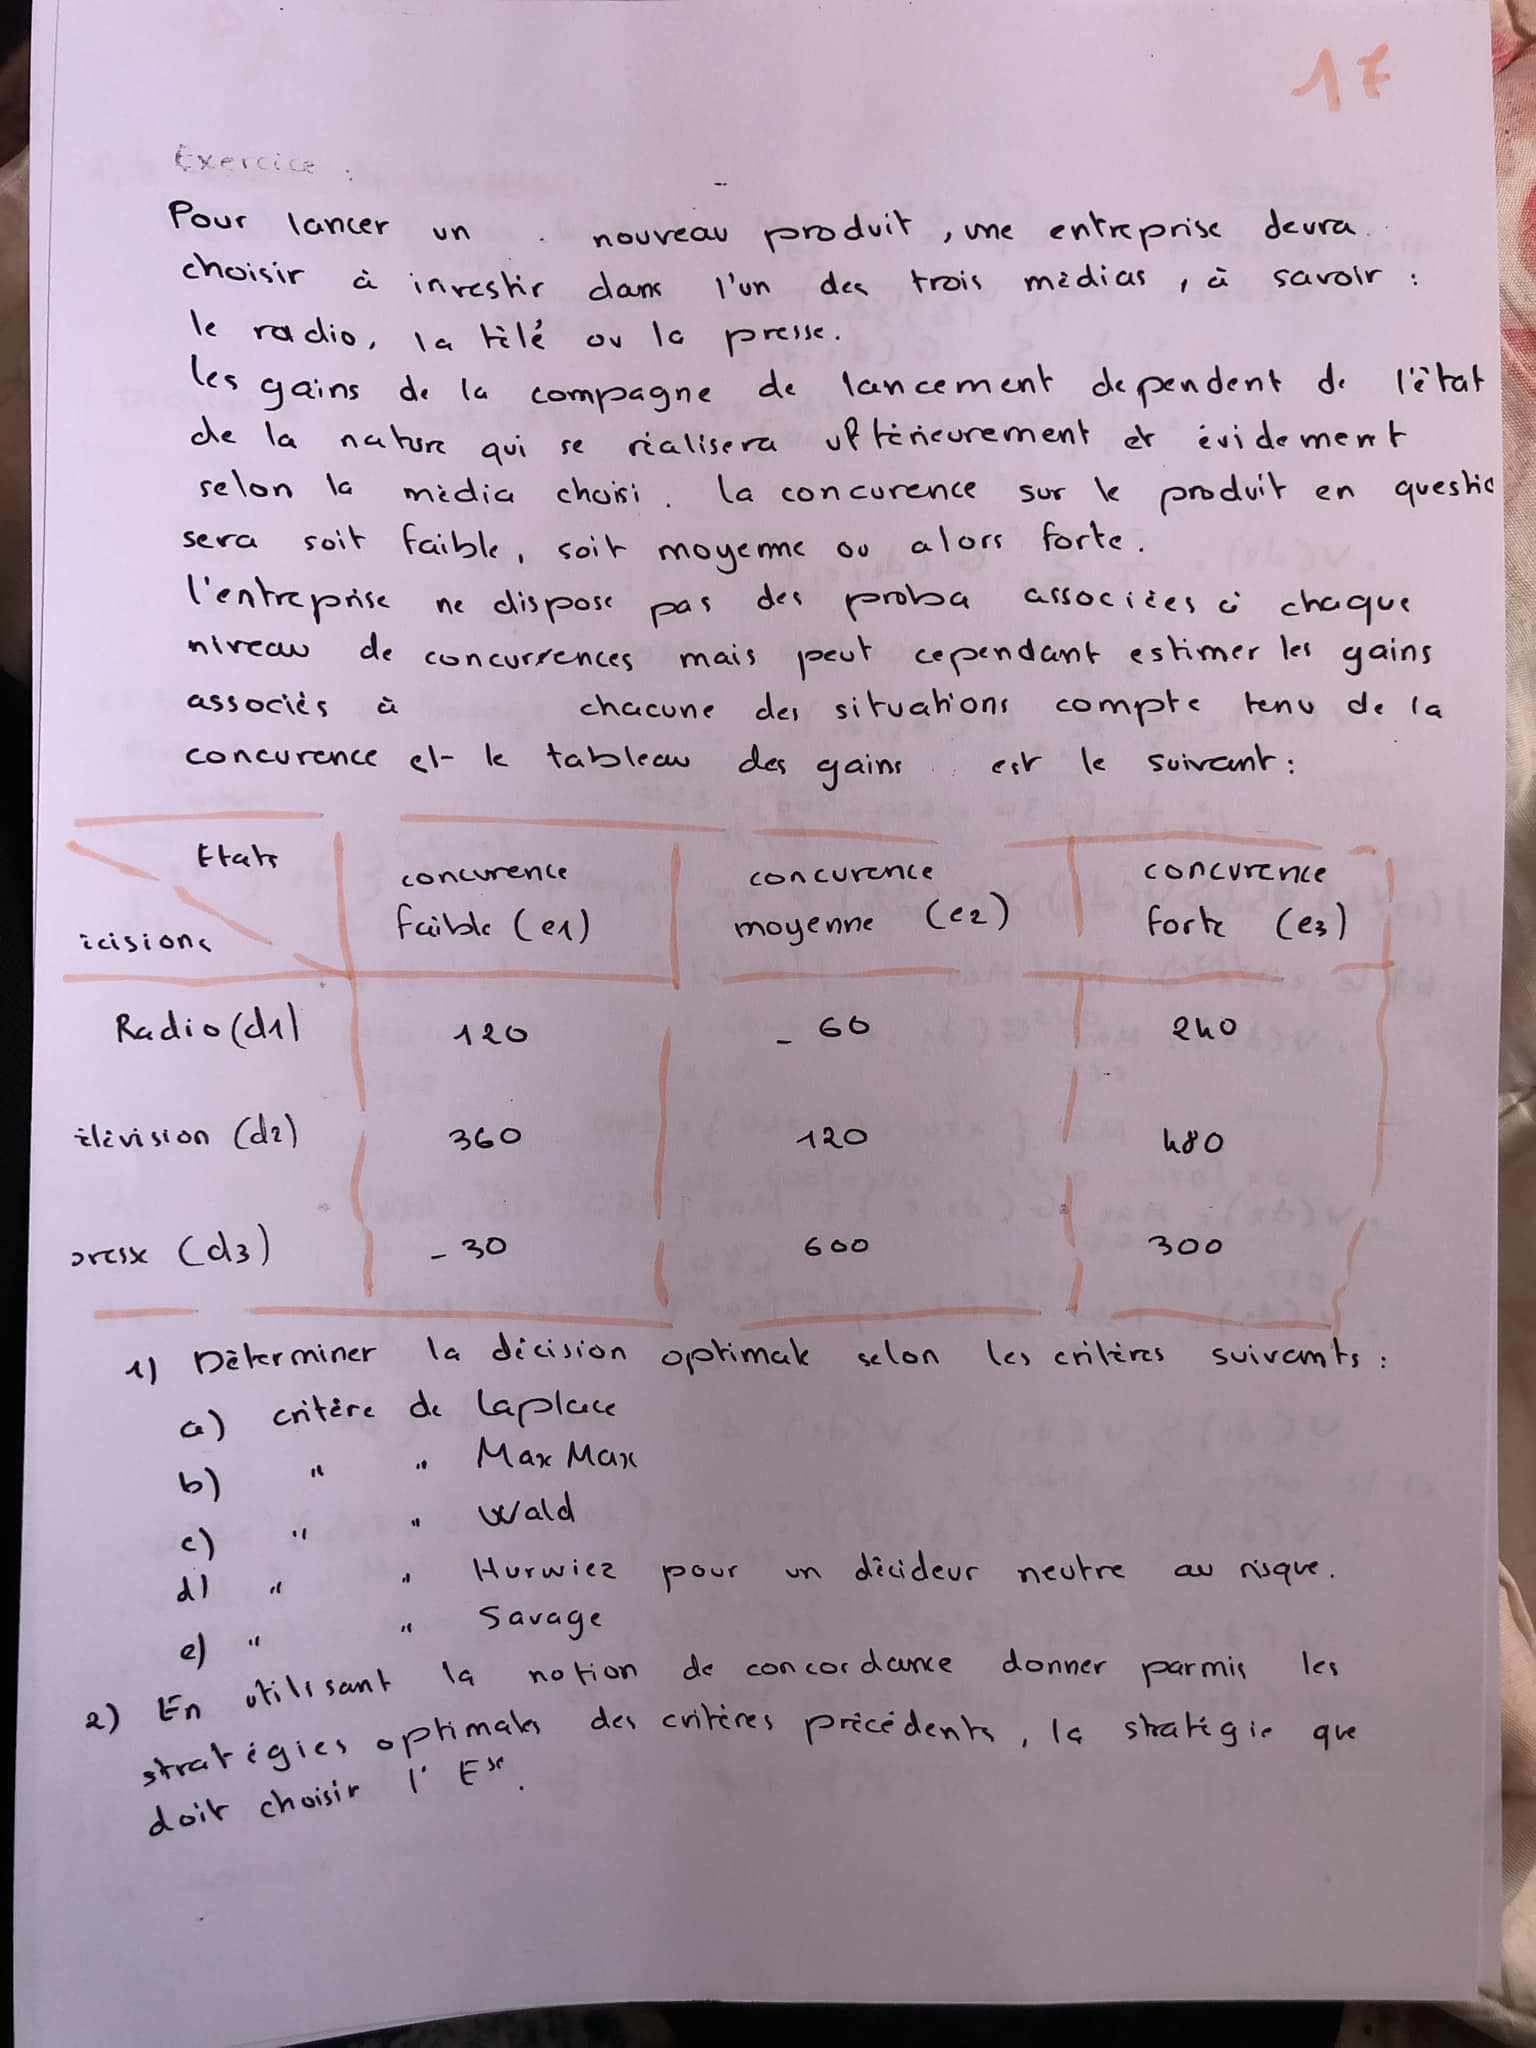 17
Exercice :
Pour lancer un nouveau produit, une entreprise devra
choisir à investir dans l'un des trois médias, à savoir :
le radio, la télé ou la presse.
les gains de la compagne de lancement dependent de l'état
de la nature qui se réalisera ultérieurement et évidement
selon la média choisi. la concurence sur le produit en questio
sera soit faible, soit moyenne ou alors forte.
l'entreprise ne dispose pas des proba associées à chaque
niveau de concurrences mais peut cependant estimer les gains
associés à chacune des situations compte tenu de la
concurence et le tableau des gains est le suivant :
Etats concurence concurence concurence
écisions faible (e1) moyenne (e2) forte (e3)
Radio (d1) 120 - 60 240
élévision (d2) 360 120 480
presse (d3) - 30 600 300
1) Déterminer la décision optimale selon les critères suivants :
a) critère de Laplace
b) " " Max Max
c) " " Wald
d) " " Hurwiez pour un décideur neutre au risque.
e) " " Savage
2) En utilisant la notion de concordance donner parmis les
stratégies optimales des critères précédents, la stratégie que
doit choisir l'Ese.